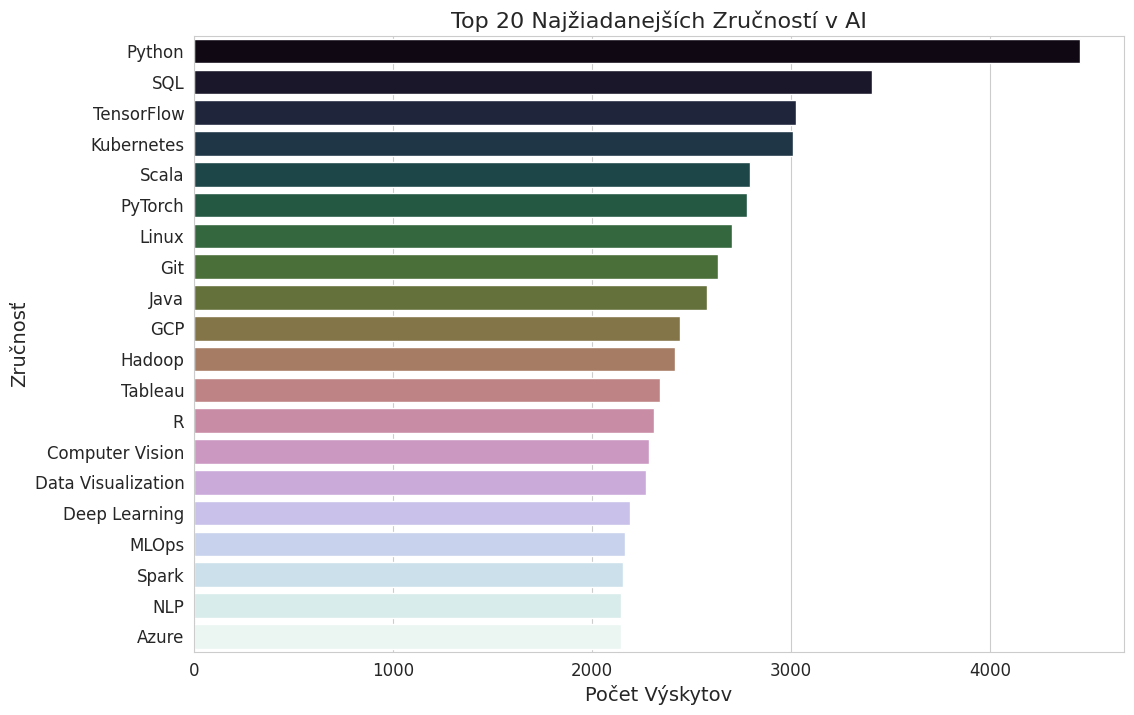 Top 20 Najžiadanejších Zručností v AI
Zručnosť
Python
SQL
TensorFlow
Kubernetes
Scala
PyTorch
Linux
Git
Java
GCP
Hadoop
Tableau
R
Computer Vision
Data Visualization
Deep Learning
MLOps
Spark
NLP
Azure
0 1000 2000 3000 4000
Počet Výskytov